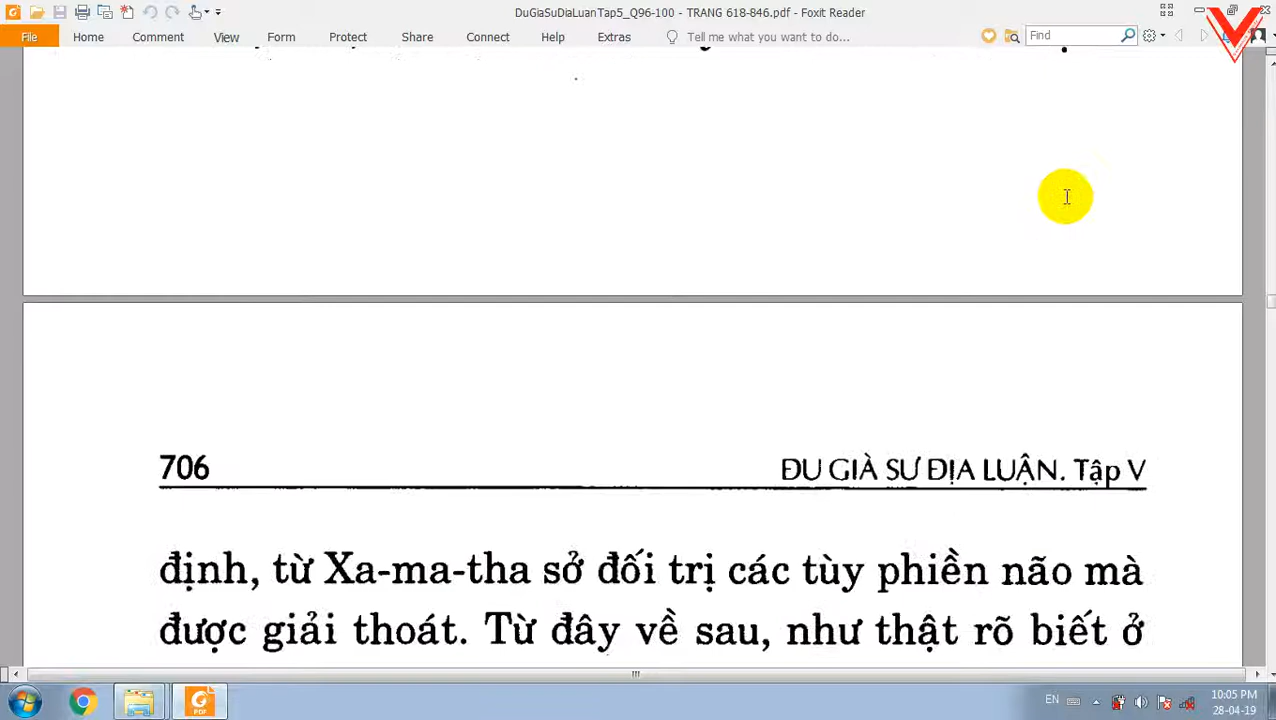 DuGiaSuDiaLuanTap5_Q96-100 - TRANG 618-846.pdf - Foxit Reader
File Home Comment View Form Protect Share Connect Help Extras Tell me what you want to do... Find
706 ĐU GIÀ SƯ ĐỊA LUẬN. Tập V
định, từ Xa-ma-tha sở đối trị các tùy phiền não mà
được giải thoát. Từ đây về sau, như thật rõ biết ở
EN 10:05 PM
28-04-19